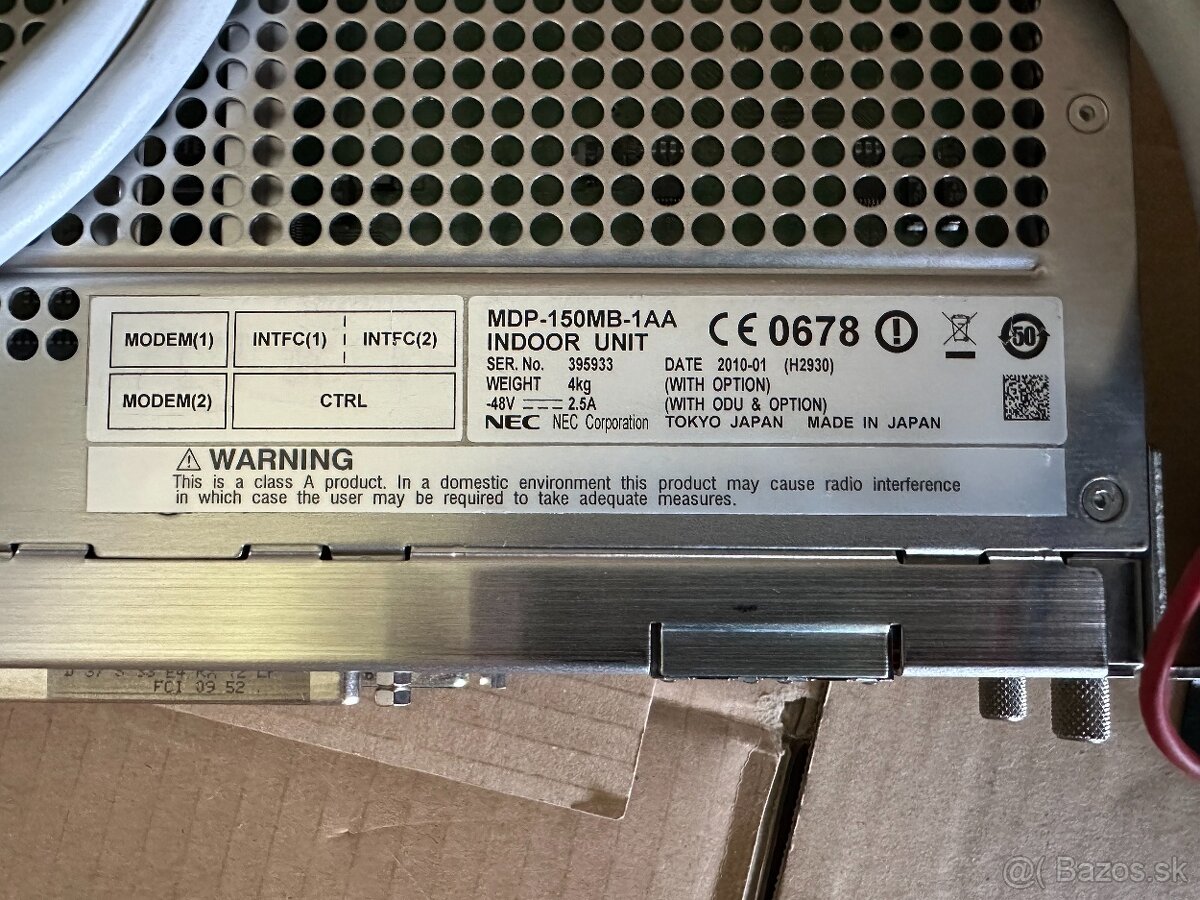 MODEM(1) INTFC(1) INTFC(2)
MODEM(2) CTRL
MDP-150MB-1AA
INDOOR UNIT
CE 0678
50
SER. No. 395933 DATE 2010-01 (H2930)
WEIGHT 4kg (WITH OPTION)
-48V 2.5A (WITH ODU & OPTION)
NEC NEC Corporation TOKYO JAPAN MADE IN JAPAN
WARNING
This is a class A product. In a domestic environment this product may cause radio interference
in which case the user may be required to take adequate measures.
FCI 09 52
@( Bazos.sk